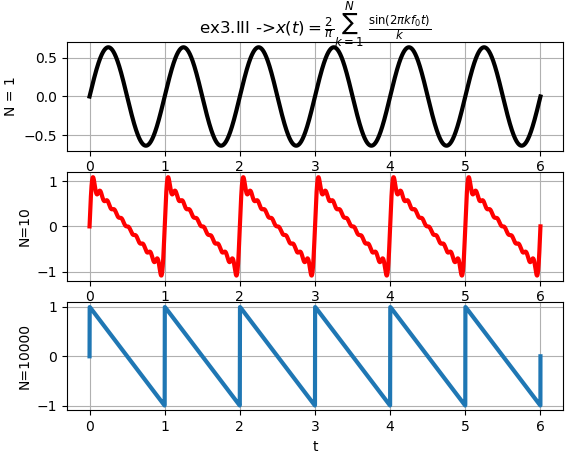 ex3.III ->x(t) = 2/π ∑_{k=1}^{N} sin(2πkf₀t)/k
N = 1
0.5
0.0
−0.5
0 1 2 3 4 5 6
N=10
1
0
−1
0 1 2 3 4 5 6
N=10000
1
0
−1
0 1 2 3 4 5 6
t